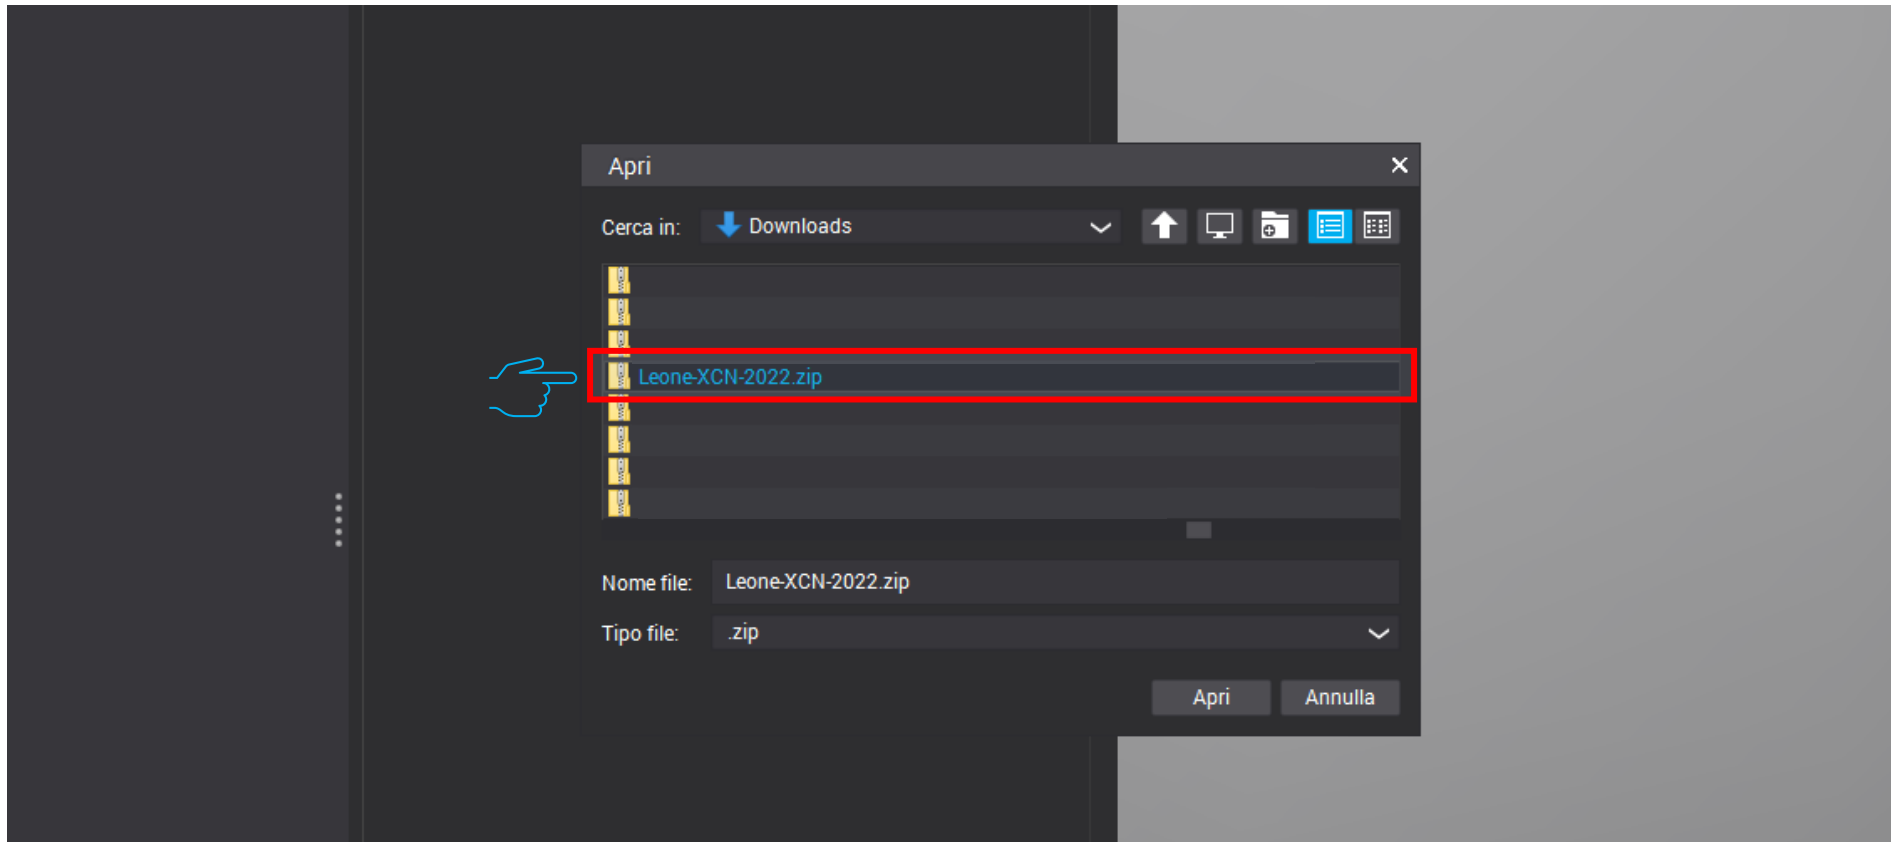 Apri
Cerca in: Downloads
Leone-XCN-2022.zip
Nome file: Leone-XCN-2022.zip
Tipo file: .zip
Apri Annulla